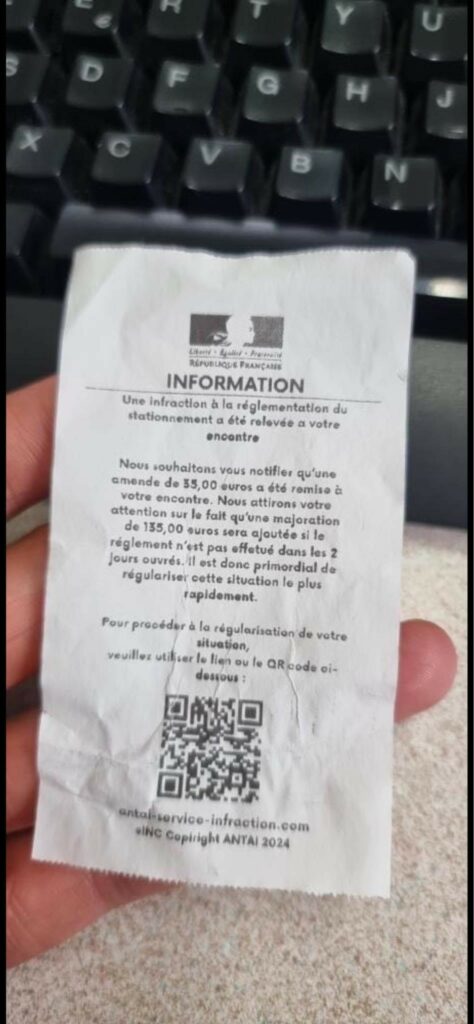 E € R T Y U
S D F G H J
X C V B N
Liberté • Égalité • Fraternité
RÉPUBLIQUE FRANÇAISE
INFORMATION
Une infraction à la réglementation du
stationnement a été relevée a votre
encontre
Nous souhaitons vous notifier qu'une
amende de 35,00 euros a été remise à
votre encontre. Nous attirons votre
attention sur le fait qu'une majoration
de 135,00 euros sera ajoutée si le
réglement n'est pas effetué dans les 2
jours ouvrés. il est donc primordial de
régulariser cette situation le plus
rapidement.
Pour procéder à la régularisation de votre
situation,
veuillez utiliser le lien ou le QR code ci-
dessous :
antai-service-infraction.com
©INC Copiright ANTAI 2024